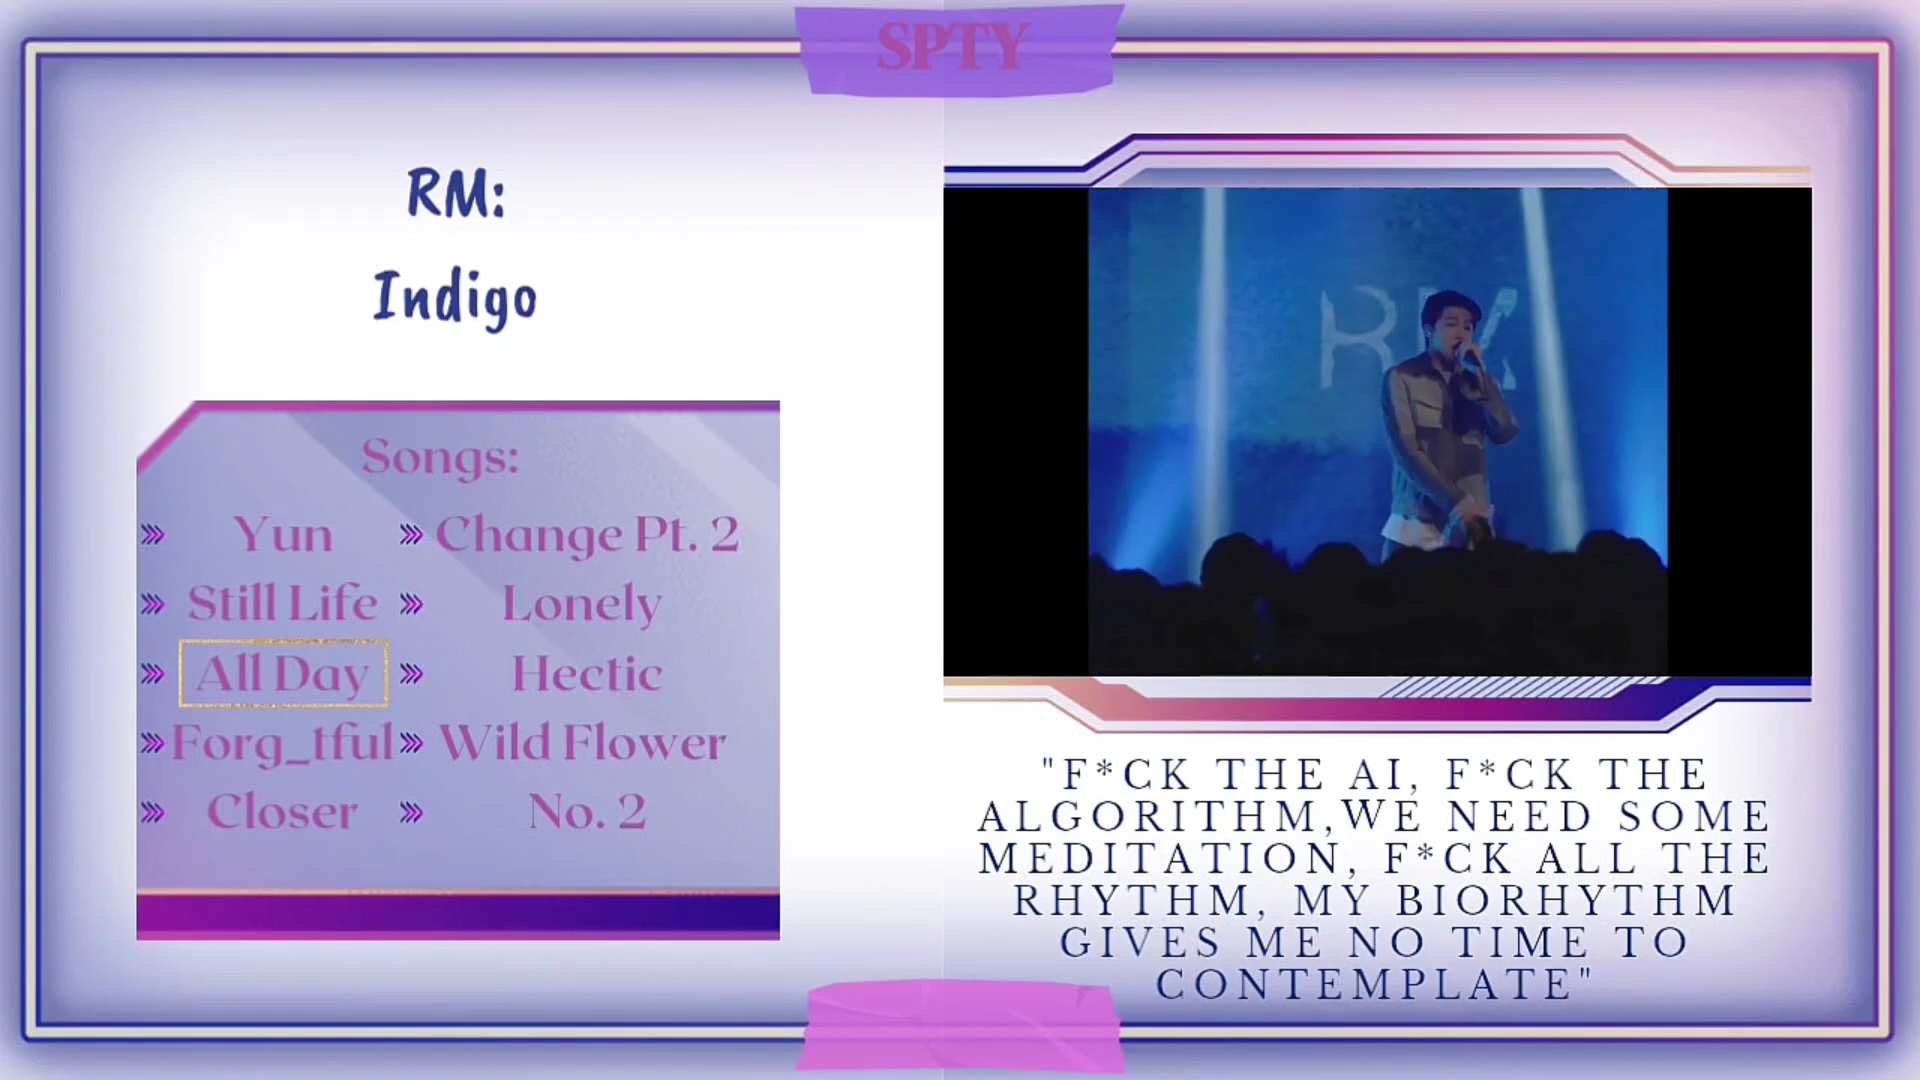 SPTY
RM:
Indigo
Songs:
Yun
Still Life
All Day
Forg_tful
Closer
Change Pt. 2
Lonely
Hectic
Wild Flower
No. 2
RM
"F*CK THE AI, F*CK THE
ALGORITHM,WE NEED SOME
MEDITATION, F*CK ALL THE
RHYTHM, MY BIORHYTHM
GIVES ME NO TIME TO
CONTEMPLATE"